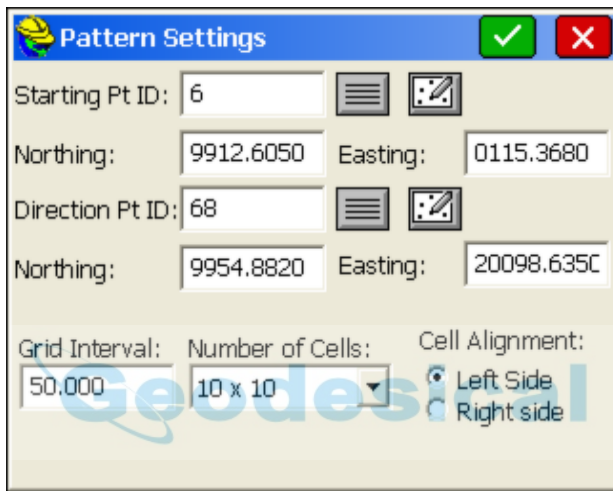 Pattern Settings
Starting Pt ID: 6
Northing: 9912.6050 Easting: 0115.3680
Direction Pt ID: 68
Northing: 9954.8820 Easting: 20098.635
Grid Interval: Number of Cells: Cell Alignment:
50.000 10 x 10 Left Side
Right side
Geodesical